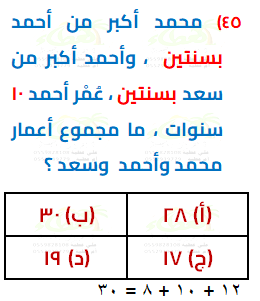 ٤٥) محمد أكبر من أحمد
بسنتين ، وأحمد أكبر من
سعد بسنتين ، عُمْر أحمد ١٠
سنوات ، ما مجموع أعمار
محمد وأحمد وسعد ؟
(أ) ٢٨ (ب) ٣٠
(ج) ١٧ (د) ١٩
١٢ + ١٠ + ٨ = ٣٠